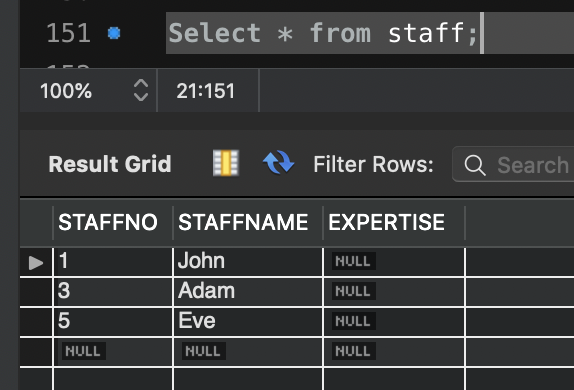 151 Select * from staff;
100% 21:151
Result Grid Filter Rows: Search
STAFFNO STAFFNAME EXPERTISE
1 John NULL
3 Adam NULL
5 Eve NULL
NULL NULL NULL